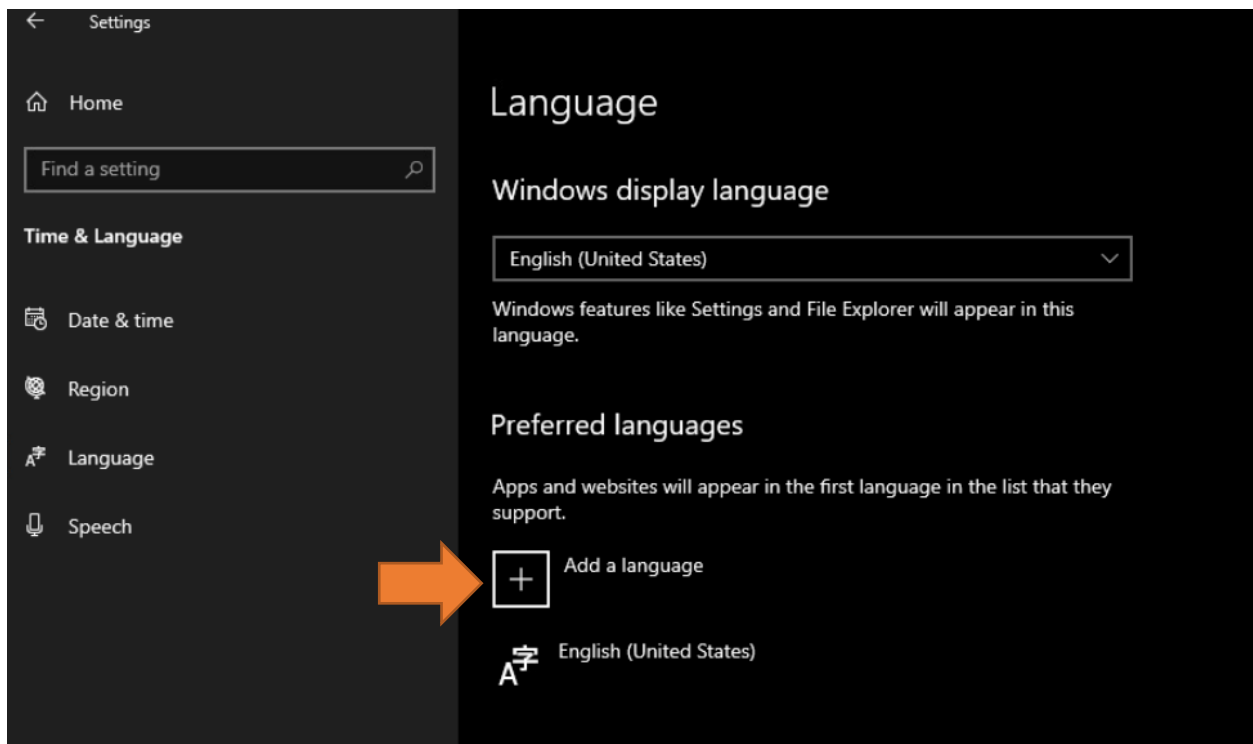 Settings
Home
Find a setting
Time & Language
Date & time
Region
Language
Speech
Language
Windows display language
English (United States)
Windows features like Settings and File Explorer will appear in this
language.
Preferred languages
Apps and websites will appear in the first language in the list that they
support.
Add a language
A字 English (United States)